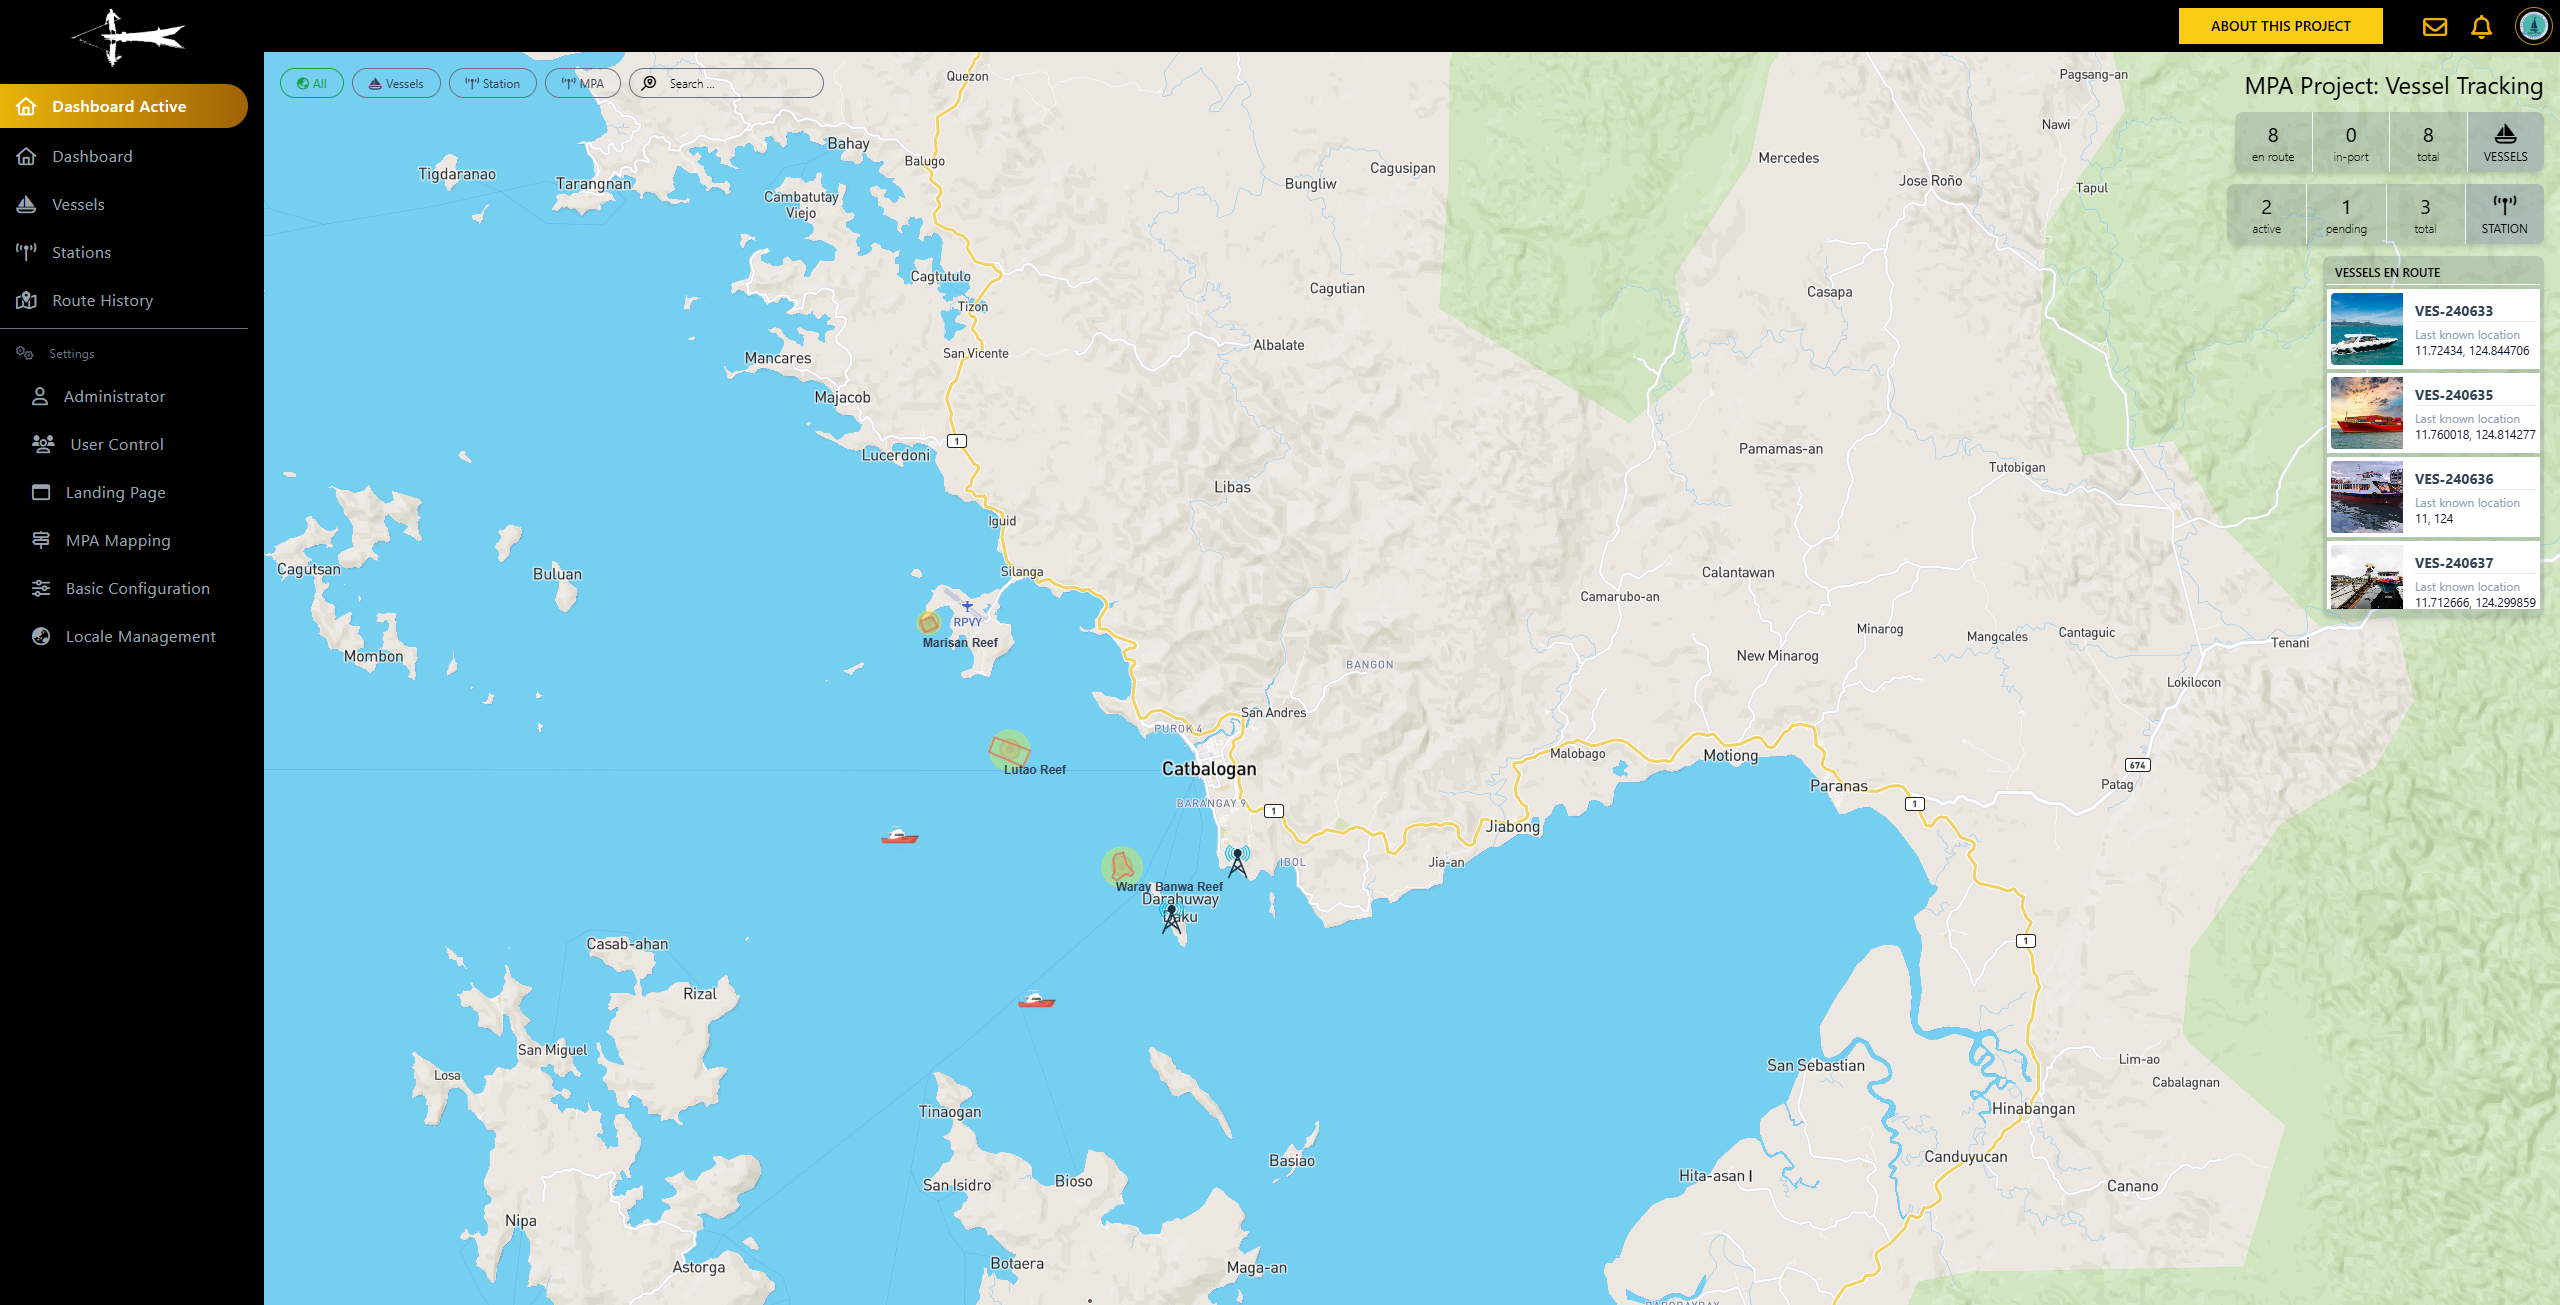 ABOUT THIS PROJECT
Dashboard Active
Dashboard
Vessels
Stations
Route History
Settings
Administrator
User Control
Landing Page
MPA Mapping
Basic Configuration
Locale Management
All
Vessels
Station
MPA
Search ...
MPA Project: Vessel Tracking
8
en route
0
in-port
8
total
VESSELS
2
active
1
pending
3
total
STATION
VESSELS EN ROUTE
VES-240633
Last known location
11.72434, 124.844706
VES-240635
Last known location
11.760018, 124.814277
VES-240636
Last known location
11, 124
VES-240637
Last known location
11.712666, 124.299859
Quezon
Pagsang-an
Nawi
Bahay
Balugo
Mercedes
Cagusipan
Tigdaranao
Tarangnan
Bungliw
Jose Roño
Tapul
Cambatutay
Viejo
Cagtutulo
Cagutian
Casapa
Tizon
Albalate
San Vicente
Mancares
Majacob
1
Lucerdoni
Pamamas-an
Tutobigan
Libas
Iguid
Cagutsan
Buluan
Silanga
Calantawan
Camarubo-an
RPVY
Marisan Reef
Minarog
Mangcales
Cantaguic
Tenani
Mombon
BANGON
New Minarog
Lokilocon
San Andres
PUROK 4
Lutao Reef
Catbalogan
Malobago
Motiong
674
Paranas
Patag
BARANGAY 9
1
1
Jiabong
IBOL
Jia-an
Waray Banwa Reef
Darahuway
Daku
1
Casab-ahan
Rizal
San Miguel
Losa
San Sebastian
Lim-ao
Cabalagnan
Tinaogan
Hinabangan
Basiao
Canduyucan
San Isidro
Bioso
Hita-asan I
Canano
Nipa
Astorga
Botaera
Maga-an